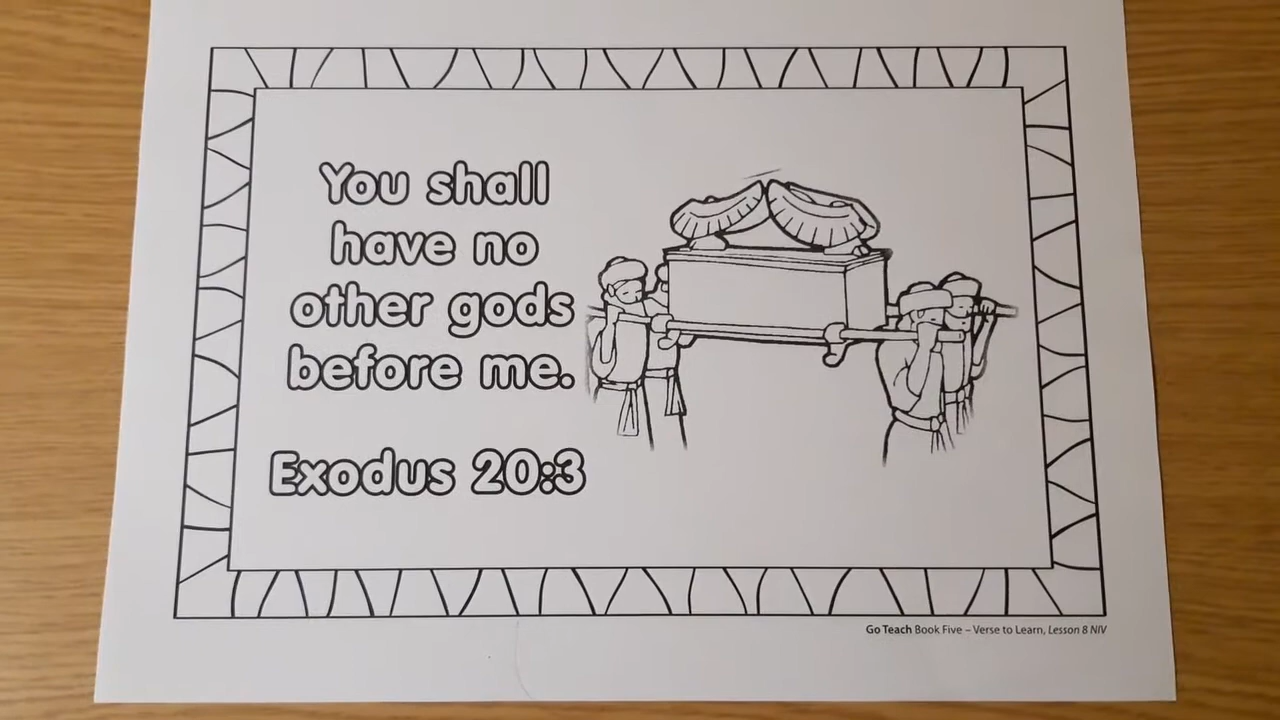 You shall
have no
other gods
before me.
Exodus 20:3
Go Teach Book Five – Verse to Learn, Lesson 8 NIV